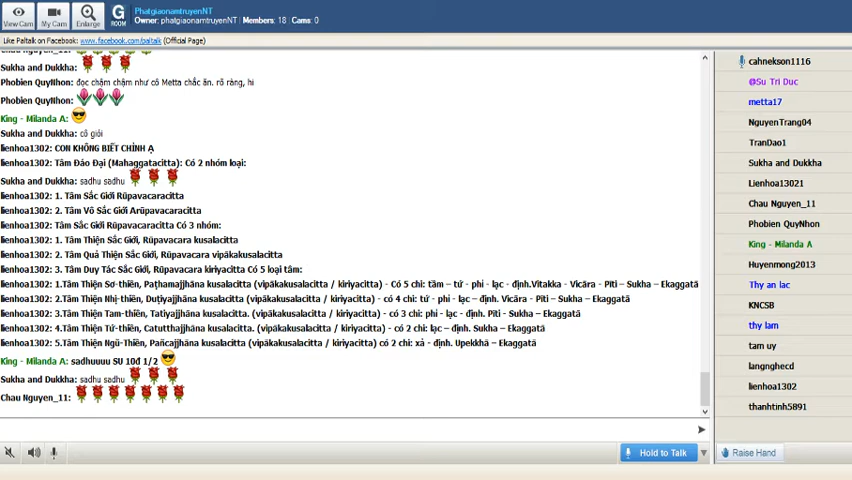 View Cam
My Cam
Enlarge
G
ROOM
PhatgiaonamtruyenNT
Owner: phatgiaonamtruyenNT | Members: 18 | Cams: 0
Like Paltalk on Facebook: www.facebook.com/paltalk (Official Page)
Chau Nguyen_11:
Sukha and Dukkha:
Phobien QuyNhon: đọc chậm chậm như cô Metta chắc ăn. rõ ràng, hi
Phobien QuyNhon:
King - Milanda A:
Sukha and Dukkha: cô giỏi
lienhoa1302: CON KHÔNG BIẾT CHỈNH Ạ
lienhoa1302: Tâm Đáo Đại (Mahaggatacitta): Có 2 nhóm loại:
Sukha and Dukkha: sadhu sadhu
lienhoa1302: 1. Tâm Sắc Giới Rūpavacaracitta
lienhoa1302: 2. Tâm Vô Sắc Giới Arūpavacaracitta
lienhoa1302: Tâm Sắc Giới Rūpavacaracitta Có 3 nhóm:
lienhoa1302: 1. Tâm Thiện Sắc Giới, Rūpavacara kusalacitta
lienhoa1302: 2. Tâm Quả Thiện Sắc Giới, Rūpavacara vipākakusalacitta
lienhoa1302: 3. Tâm Duy Tác Sắc Giới, Rūpavacara kiriyacitta Có 5 loại tâm:
lienhoa1302: 1.Tâm Thiện Sơ-thiền, Paṭhamajjhāna kusalacitta (vipākakusalacitta / kiriyacitta) - Có 5 chi: tầm – tứ - phi - lạc - định.Vitakka - Vicāra - Pīti – Sukha – Ekaggatā
lienhoa1302: 2.Tâm Thiện Nhị-thiền, Dutiyajjhāna kusalacitta (vipākakusalacitta / kiriyacitta) - có 4 chi: tứ - phi - lạc – định. Vicāra - Pīti – Sukha - Ekaggatā
lienhoa1302: 3.Tâm Thiện Tam-thiền, Tatiyajjhāna kusalacitta. (vipākakusalacitta / kiriyacitta) - có 3 chi: phi - lạc - định. Pīti – Sukha - Ekaggatā
lienhoa1302: 4.Tâm Thiện Tứ-thiền, Catutthajjhāna kusalacitta. (vipākakusalacitta / kiriyacitta) - có 2 chi: lạc – định. Sukha – Ekaggatā
lienhoa1302: 5.Tâm Thiện Ngũ-Thiền, Pañcajjhāna kusalacitta (vipākakusalacitta / kiriyacitta) có 2 chi: xả - định. Upekkhā – Ekaggatā
King - Milanda A: sadhuuuu SU 10đ 1/2
Sukha and Dukkha: sadhu sadhu
Chau Nguyen_11:
Hold to Talk
cahnekson1116
@Su Tri Duc
metta17
NguyenTrang04
TranDao1
Sukha and Dukkha
Lienhoa13021
Chau Nguyen_11
Phobien QuyNhon
King - Milanda A
Huyenmong2013
Thy an lac
KNCSB
thy lam
tam uy
langnghecd
lienhoa1302
thanhtinh5891
Raise Hand